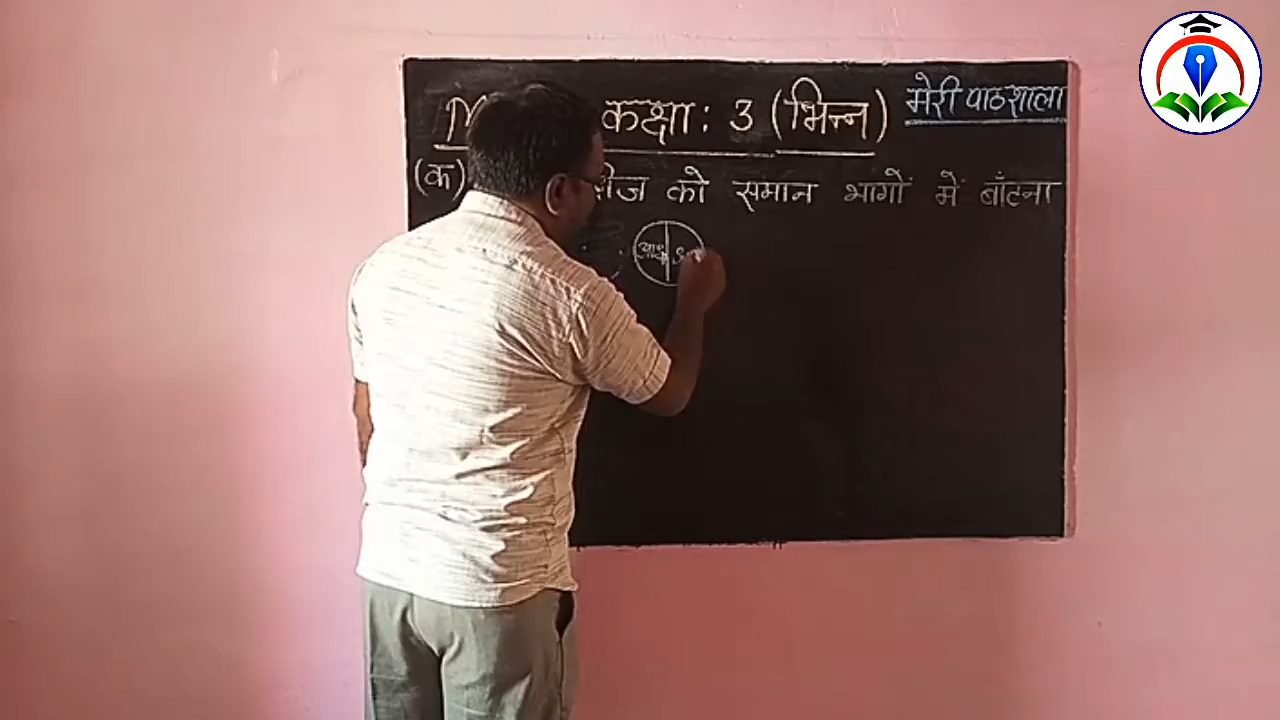 कक्षा : 3 (भिन्न) मेरी पाठशाला
(क) को समान भागों में बाँटना